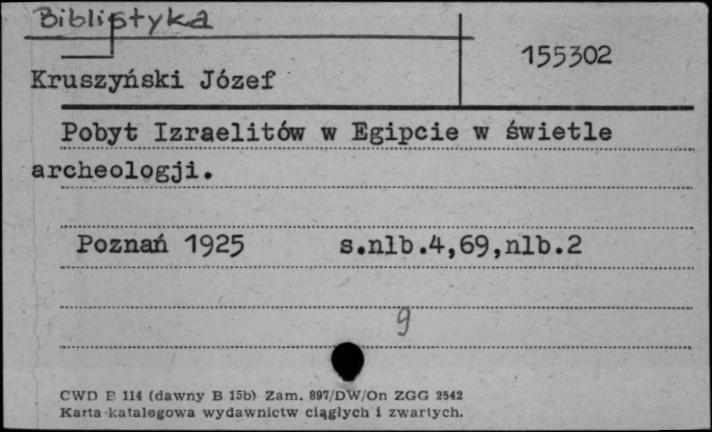 Biblistyka
155302
Kruszyński Józef
Pobyt Izraelitów w Egipcie w świetle
archeologji.
Poznań 1925 s.nlb.4,69,nlb.2
9
CWD B 114 (dawny B 15b) Zam. 897/DW/On ZGG 2542
Karta katalogowa wydawnictw ciągłych i zwartych.